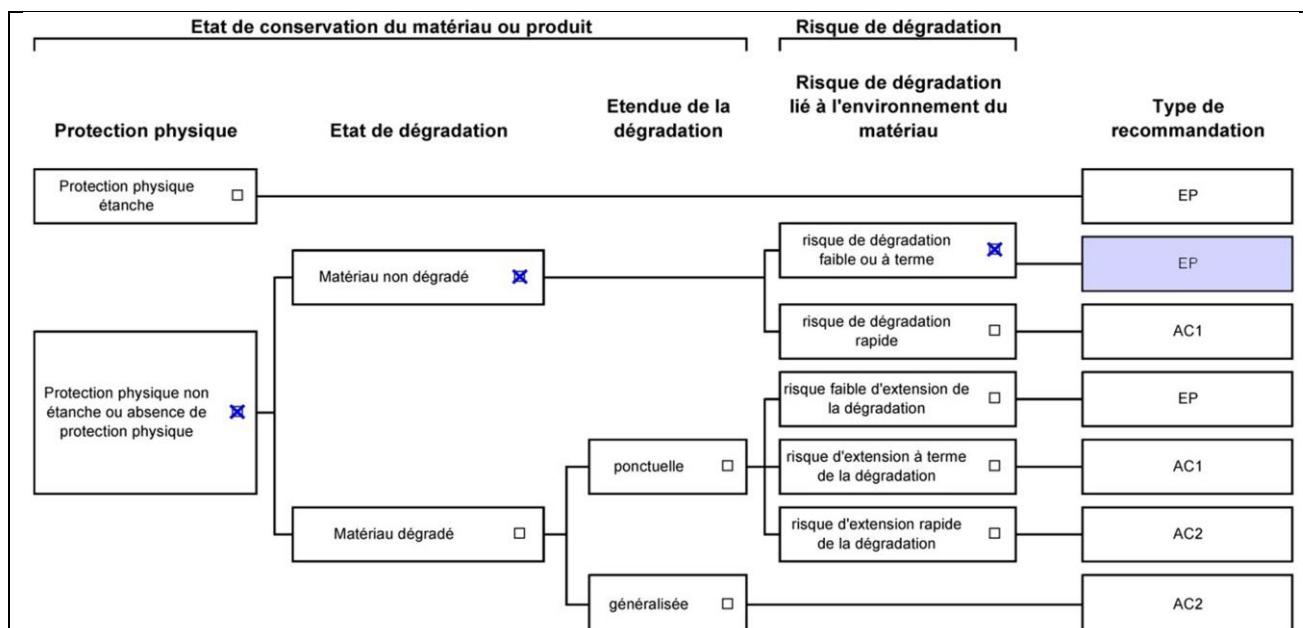 Etat de conservation du matériau ou produit
Risque de dégradation
Protection physique
Etat de dégradation
Etendue de la
dégradation
Risque de dégradation
lié à l'environnement du
matériau
Type de
recommandation
Protection physique
étanche
EP
risque de dégradation
faible ou à terme
EP
Matériau non dégradé
risque de dégradation
rapide
AC1
Protection physique non
étanche ou absence de
protection physique
risque faible d'extension de
la dégradation
EP
ponctuelle
risque d'extension à terme
de la dégradation
AC1
Matériau dégradé
risque d'extension rapide
de la dégradation
AC2
généralisée
AC2